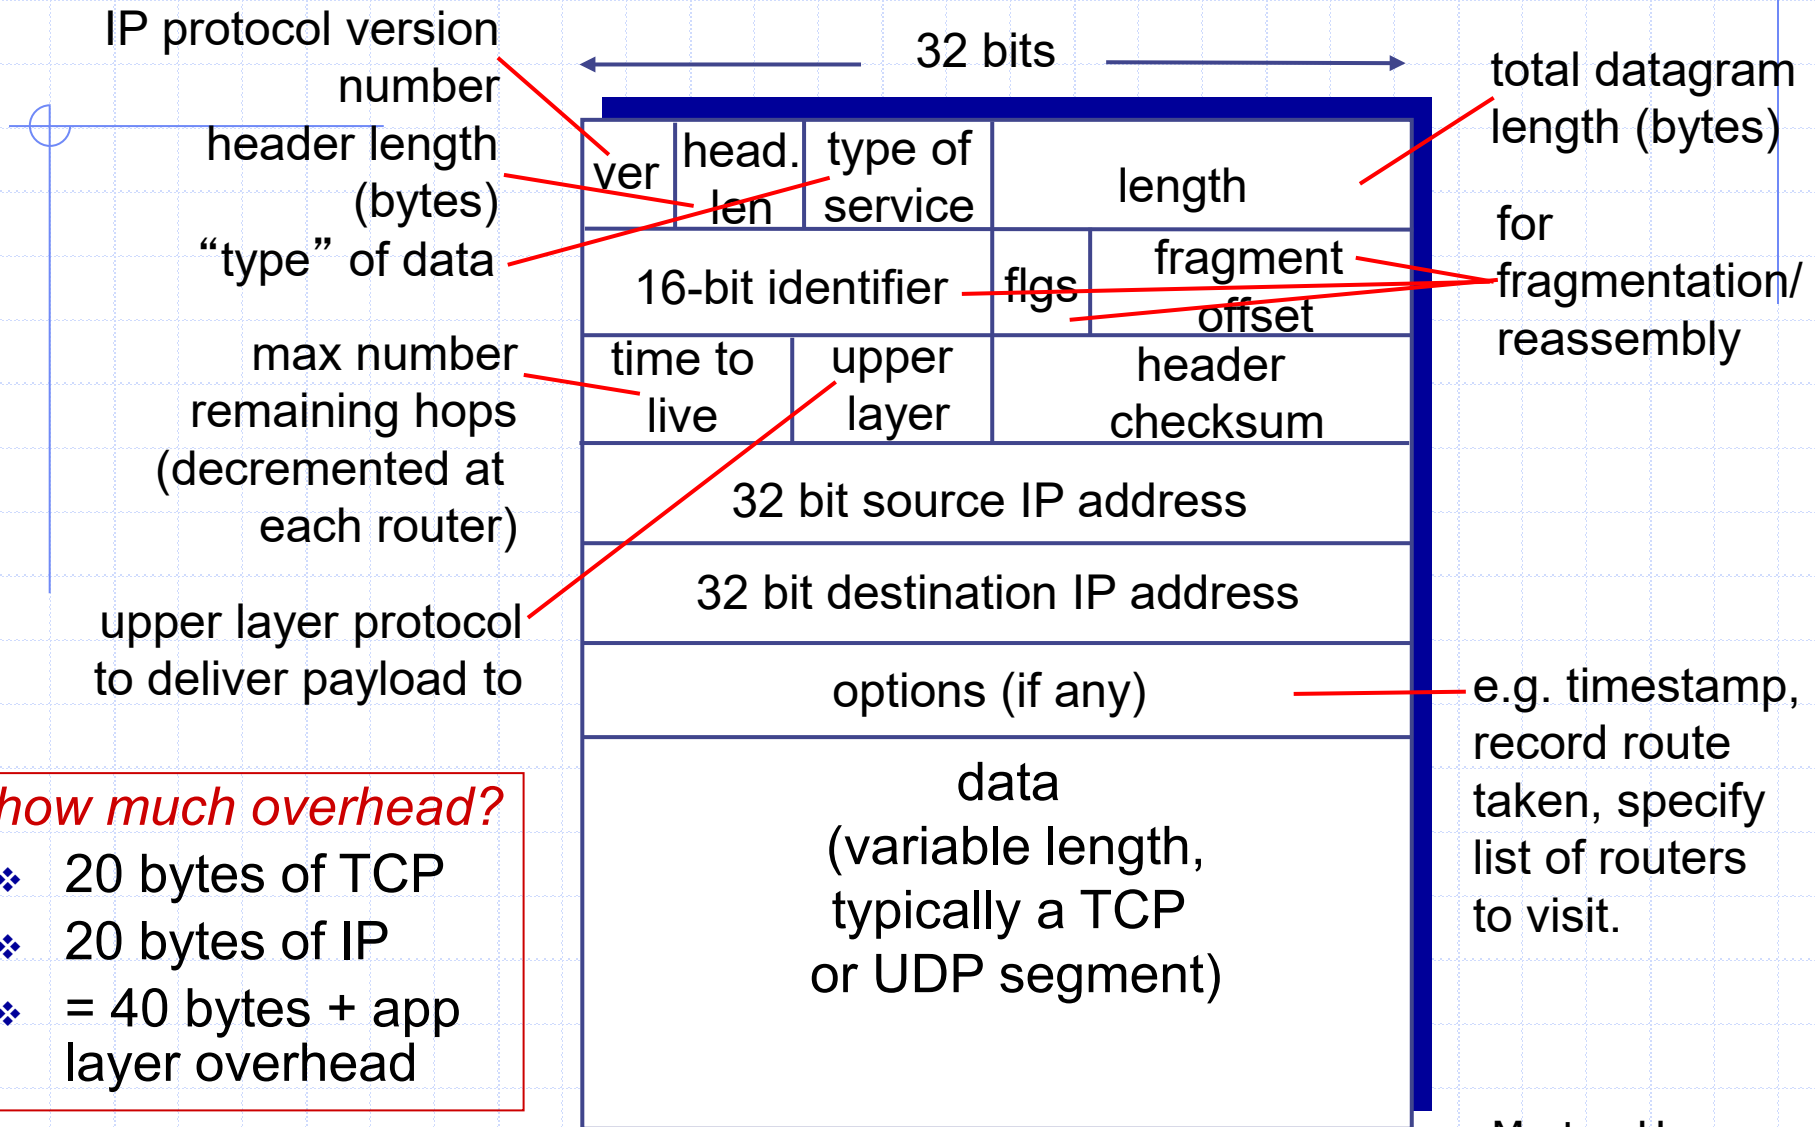 IP protocol version
number
header length
(bytes)
“type” of data
max number
remaining hops
(decremented at
each router)
upper layer protocol
to deliver payload to
how much overhead?
20 bytes of TCP
20 bytes of IP
= 40 bytes + app
layer overhead
32 bits
ver
head.
len
type of
service
length
16-bit identifier
flgs
fragment
offset
time to
live
upper
layer
header
checksum
32 bit source IP address
32 bit destination IP address
options (if any)
data
(variable length,
typically a TCP
or UDP segment)
total datagram
length (bytes)
for
fragmentation/
reassembly
e.g. timestamp,
record route
taken, specify
list of routers
to visit.